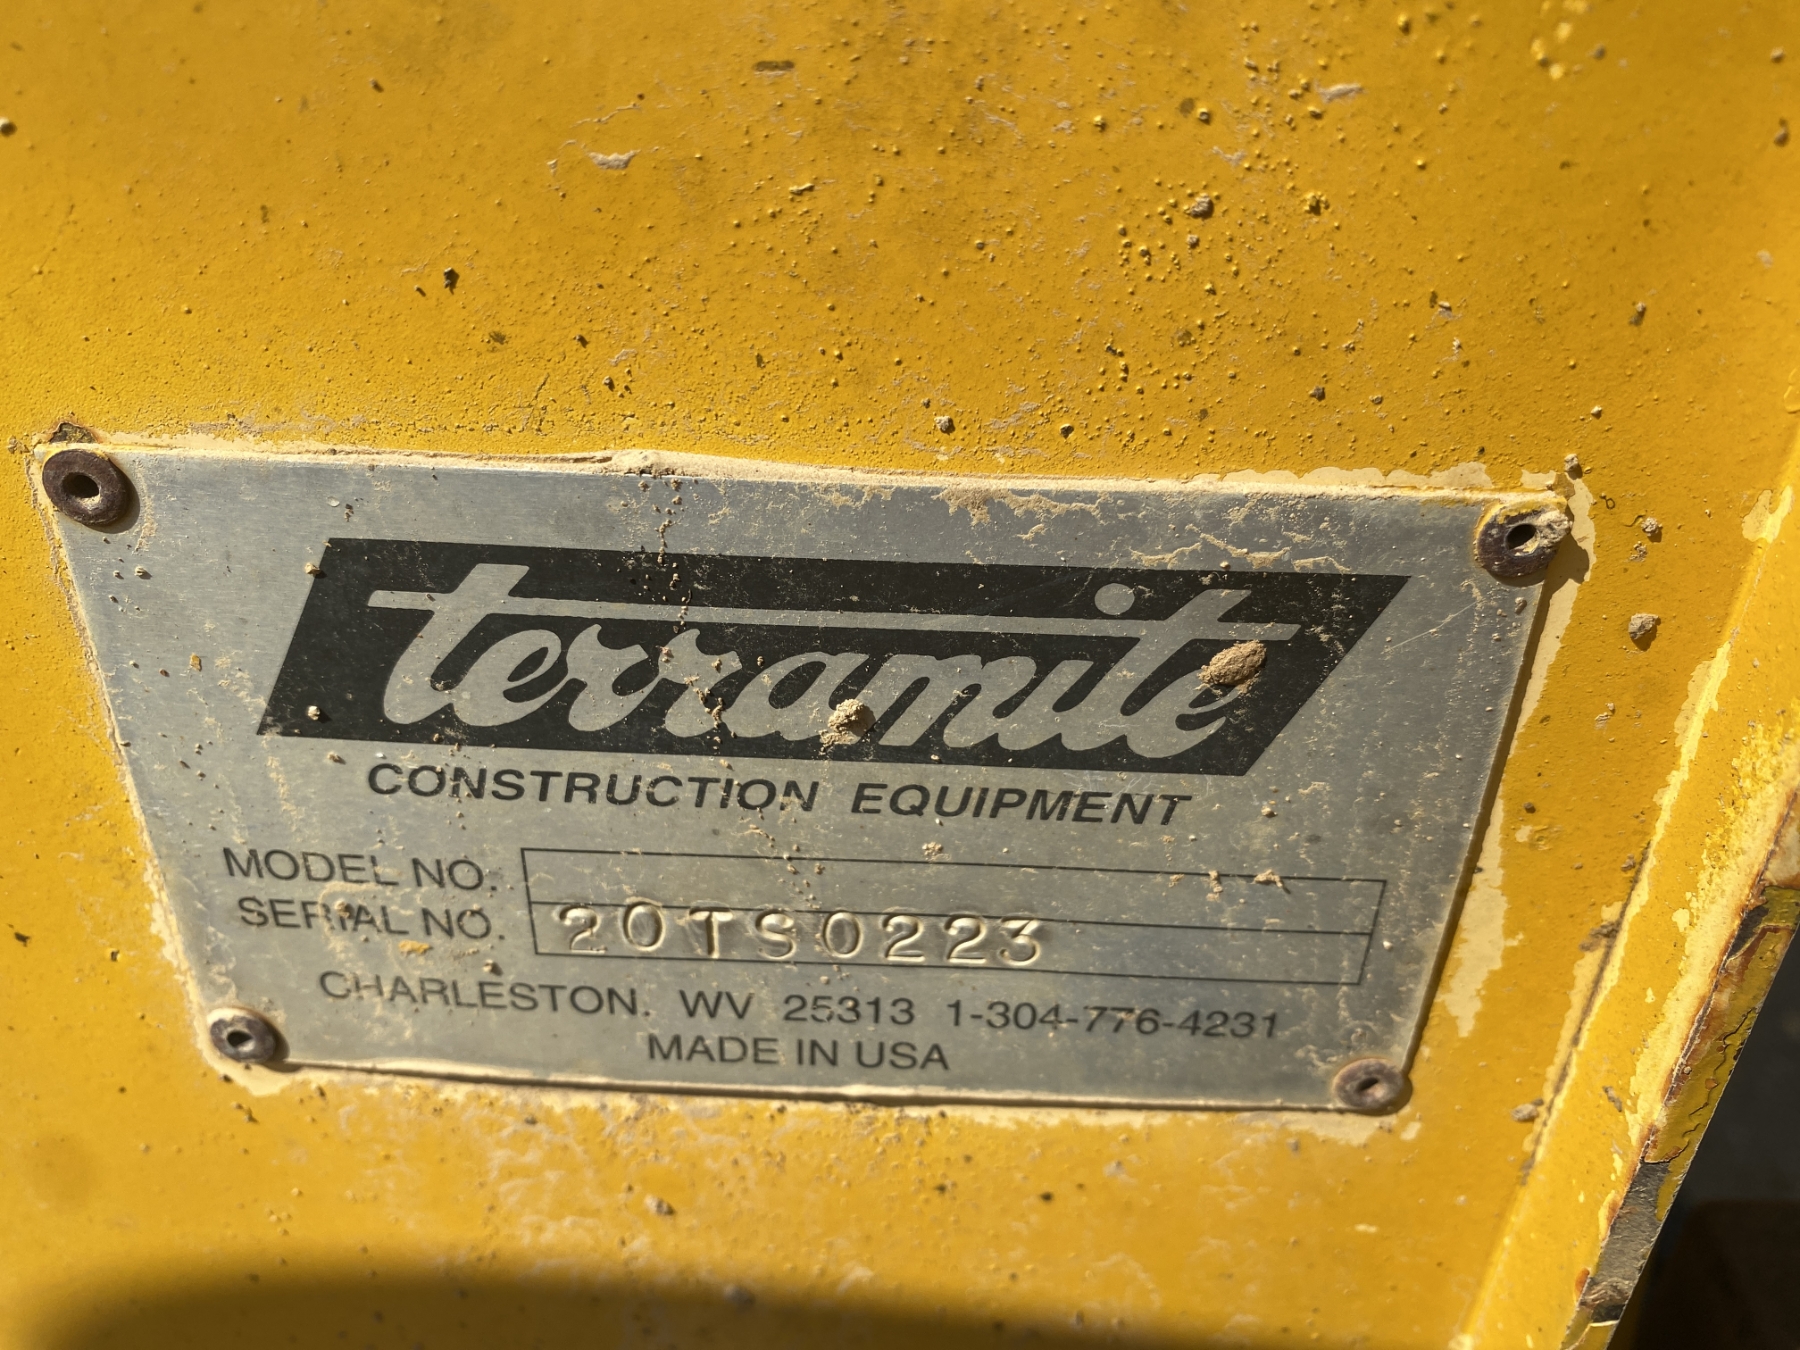 terramite
CONSTRUCTION EQUIPMENT
MODEL NO.
SERIAL NO. 20TS0223
CHARLESTON, WV 25313 1-304-776-4231
MADE IN USA